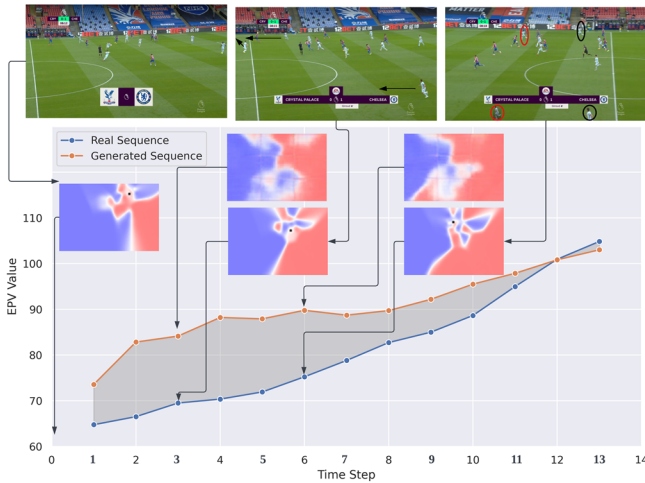 CRYSTAL PALACE
CHELSEA
CRYSTAL PALACE
CHELSEA
Real Sequence
Generated Sequence
EPV Value
110
100
90
80
70
60
0 1 2 3 4 5 6 7 8 9 10 11 12 13 14
Time Step